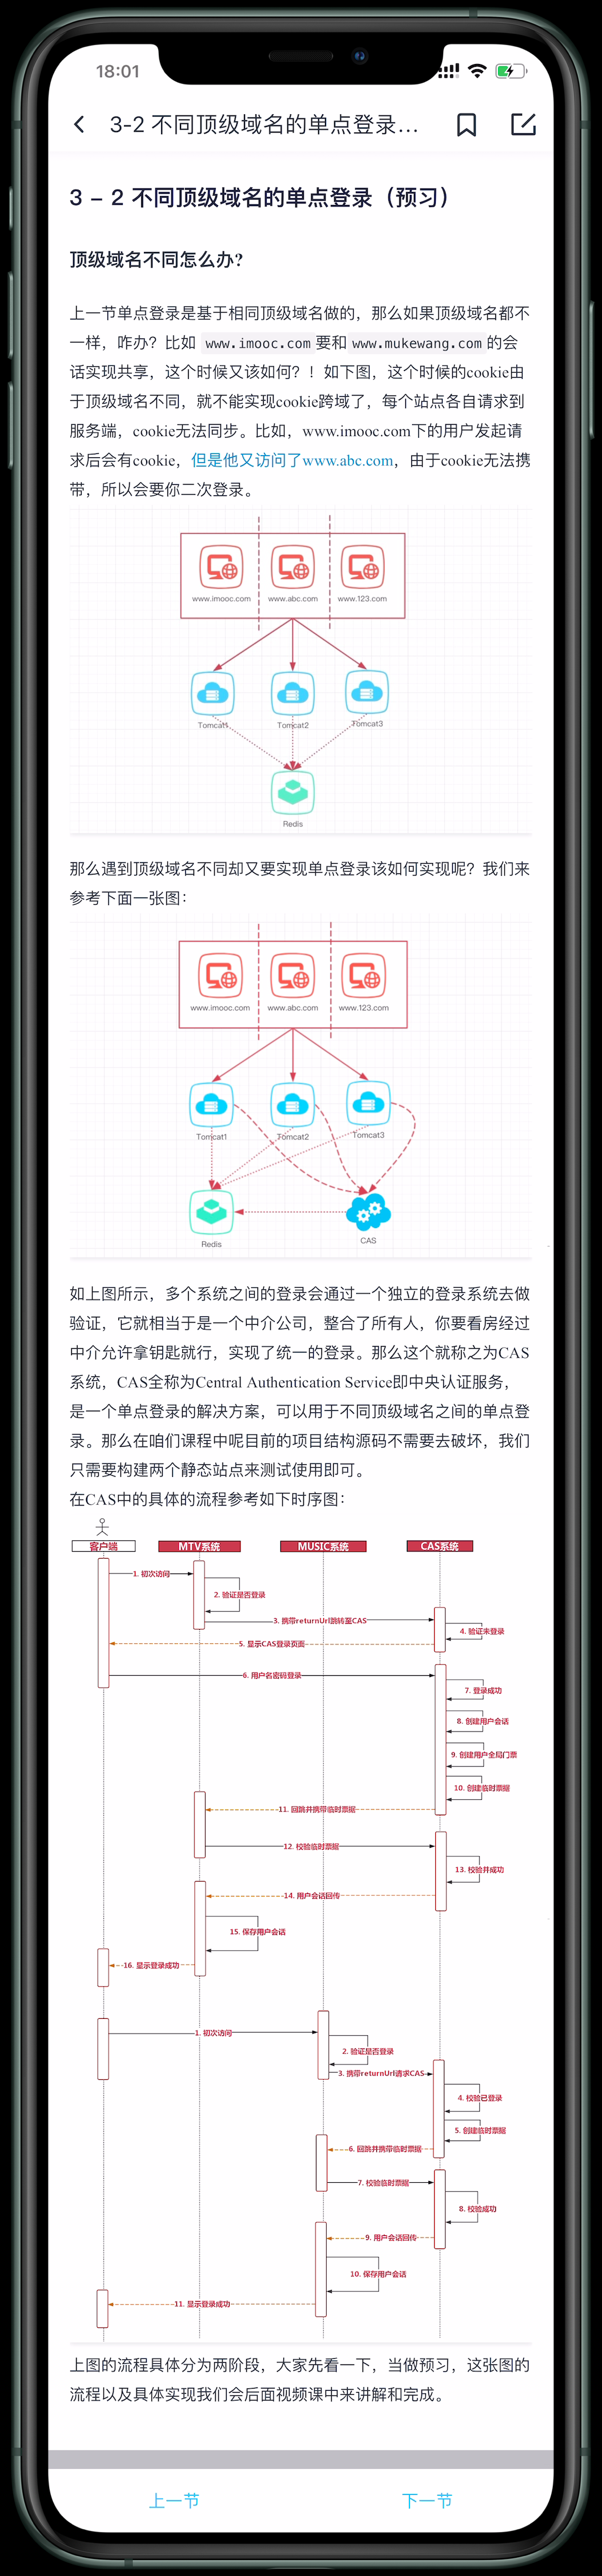 18:01
3-2 不同顶级域名的单点登录...
3 - 2 不同顶级域名的单点登录（预习）
顶级域名不同怎么办?
上一节单点登录是基于相同顶级域名做的，那么如果顶级域名都不
一样，咋办？比如 www.imooc.com 要和 www.mukewang.com 的会
话实现共享，这个时候又该如何？！如下图，这个时候的cookie由
于顶级域名不同，就不能实现cookie跨域了，每个站点各自请求到
服务端，cookie无法同步。比如，www.imooc.com下的用户发起请
求后会有cookie，但是他又访问了www.abc.com，由于cookie无法携
带，所以会要你二次登录。
www.imooc.com www.abc.com www.123.com
Tomcat1 Tomcat2 Tomcat3
Redis
那么遇到顶级域名不同却又要实现单点登录该如何实现呢？我们来
参考下面一张图：
www.imooc.com www.abc.com www.123.com
Tomcat1 Tomcat2 Tomcat3
Redis CAS
如上图所示，多个系统之间的登录会通过一个独立的登录系统去做
验证，它就相当于是一个中介公司，整合了所有人，你要看房经过
中介允许拿钥匙就行，实现了统一的登录。那么这个就称之为CAS
系统，CAS全称为Central Authentication Service即中央认证服务，
是一个单点登录的解决方案，可以用于不同顶级域名之间的单点登
录。那么在咱们课程中呢目前的项目结构源码不需要去破坏，我们
只需要构建两个静态站点来测试使用即可。
在CAS中的具体的流程参考如下时序图：
客户端 MTV系统 MUSIC系统 CAS系统
1. 初次访问
2. 验证是否登录
3. 携带returnUrl跳转至CAS
4. 验证未登录
5. 显示CAS登录页面
6. 用户名密码登录
7. 登录成功
8. 创建用户会话
9. 创建用户全局门票
10. 创建临时票据
11. 回跳并携带临时票据
12. 校验临时票据
13. 校验并成功
14. 用户会话回传
15. 保存用户会话
16. 显示登录成功
1. 初次访问
2. 验证是否登录
3. 携带returnUrl请求CAS
4. 校验已登录
5. 创建临时票据
6. 回跳并携带临时票据
7. 校验临时票据
8. 校验成功
9. 用户会话回传
10. 保存用户会话
11. 显示登录成功
上图的流程具体分为两阶段，大家先看一下，当做预习，这张图的
流程以及具体实现我们会后面视频课中来讲解和完成。
上一节 下一节